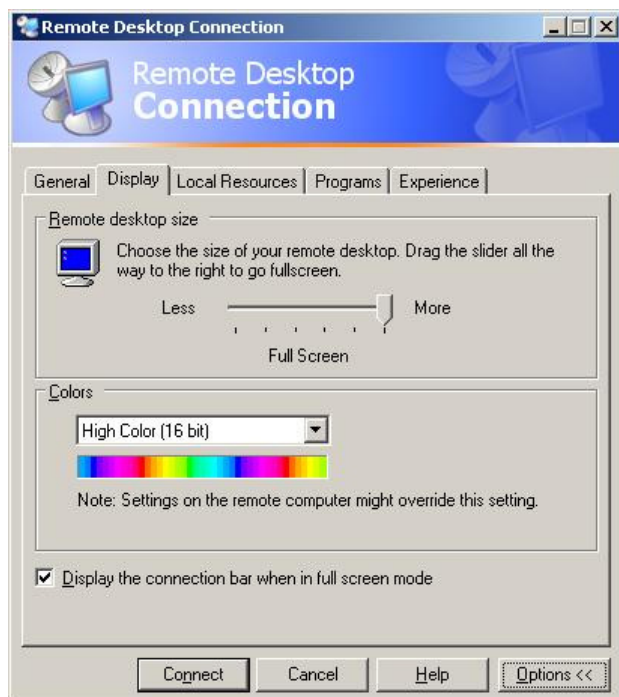 Remote Desktop Connection
Remote Desktop
Connection
General Display Local Resources Programs Experience
Remote desktop size
Choose the size of your remote desktop. Drag the slider all the
way to the right to go fullscreen.
Less More
Full Screen
Colors
High Color (16 bit)
Note: Settings on the remote computer might override this setting.
Display the connection bar when in full screen mode
Connect Cancel Help Options <<